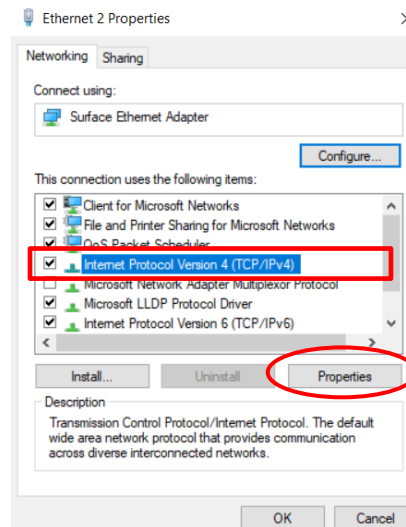 Ethernet 2 Properties
Networking Sharing
Connect using:
Surface Ethernet Adapter
Configure...
This connection uses the following items:
Client for Microsoft Networks
File and Printer Sharing for Microsoft Networks
QoS Packet Scheduler
Internet Protocol Version 4 (TCP/IPv4)
Microsoft Network Adapter Multiplexor Protocol
Microsoft LLDP Protocol Driver
Internet Protocol Version 6 (TCP/IPv6)
Install... Uninstall Properties
Description
Transmission Control Protocol/Internet Protocol. The default
wide area network protocol that provides communication
across diverse interconnected networks.
OK Cancel